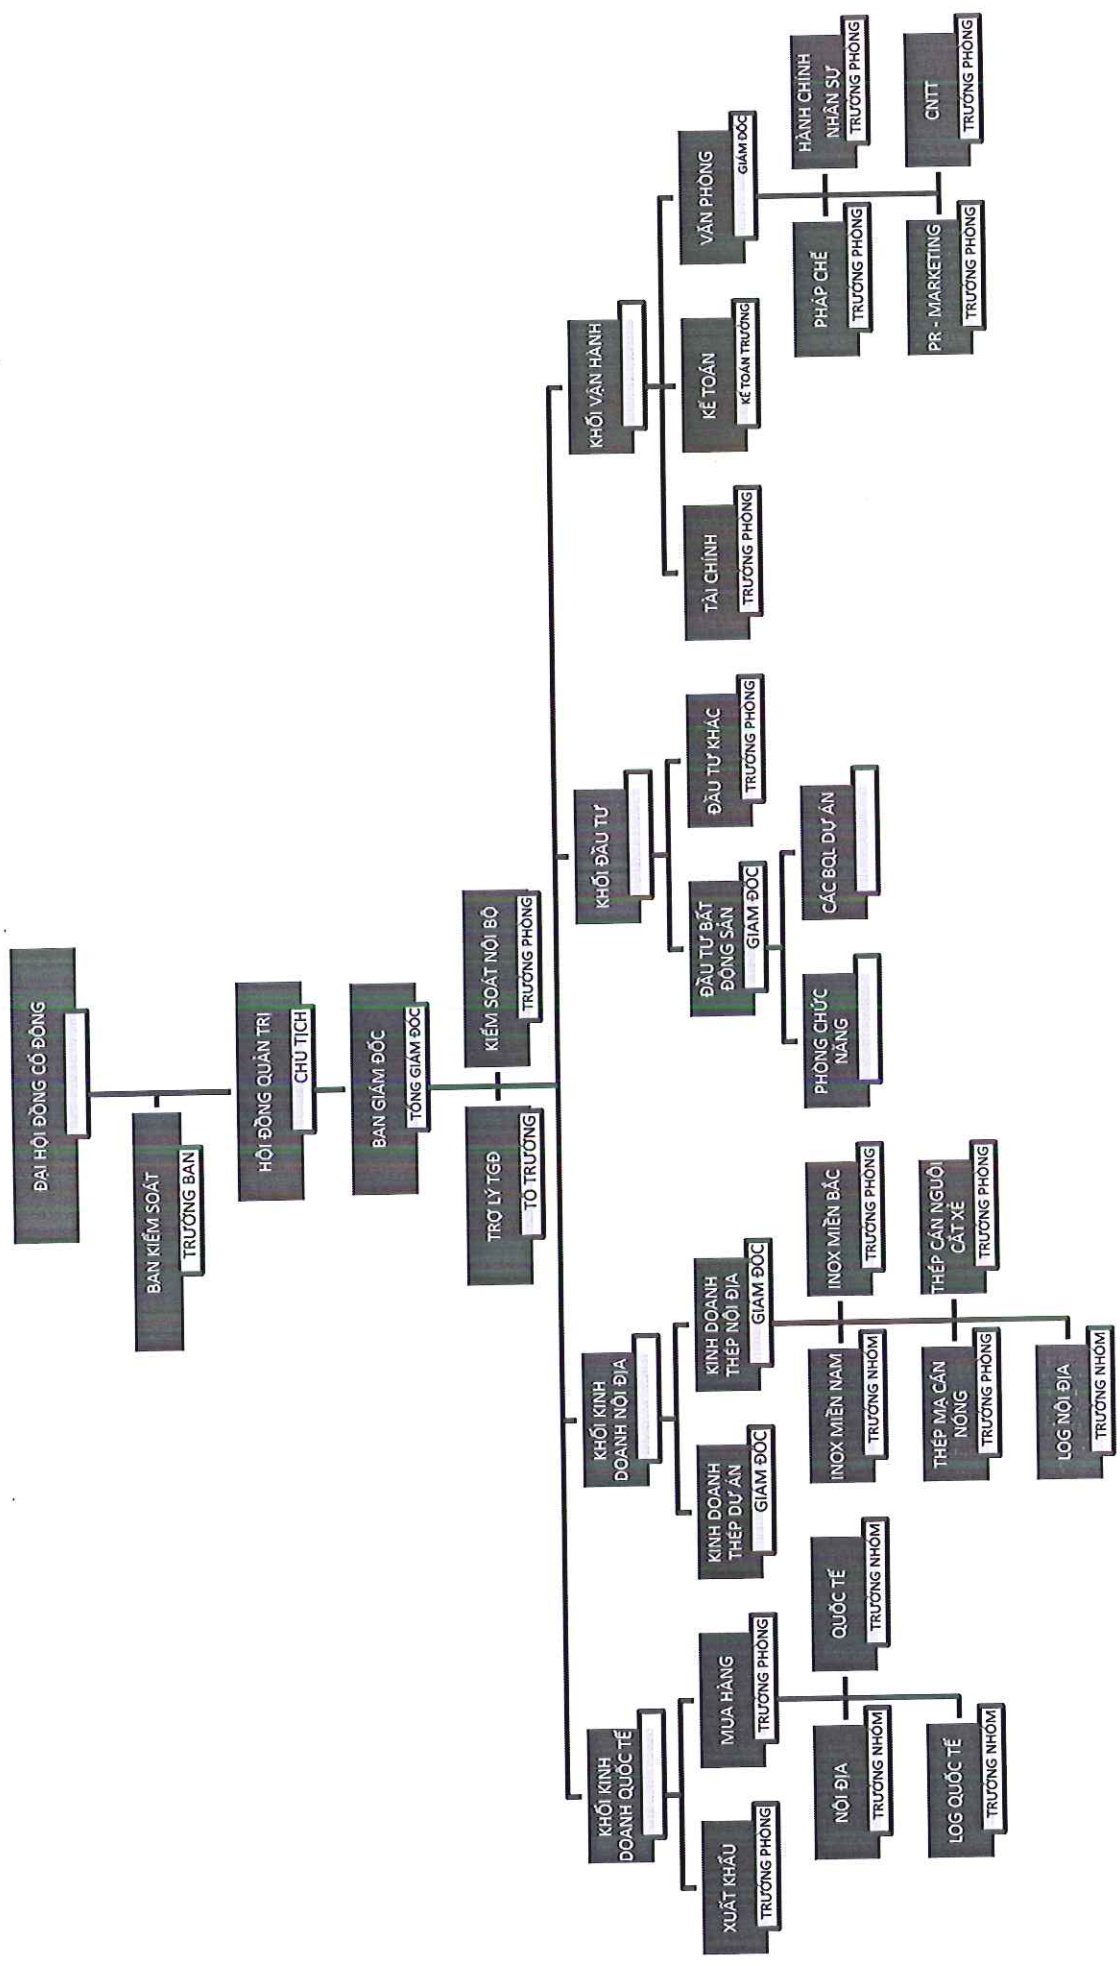 ĐẠI HỘI ĐỒNG CỔ ĐÔNG
BAN KIỂM SOÁT
TRƯỞNG BAN
HỘI ĐỒNG QUẢN TRỊ
CHỦ TỊCH
BAN GIÁM ĐỐC
TỔNG GIÁM ĐỐC
TRỢ LÝ TGĐ
TỔ TRƯỞNG
KIỂM SOÁT NỘI BỘ
TRƯỞNG PHÒNG
KHỐI KINH
DOANH QUỐC TẾ
XUẤT KHẨU
TRƯỞNG PHÒNG
MUA HÀNG
TRƯỞNG PHÒNG
NỘI ĐỊA
TRƯỞNG NHÓM
QUỐC TẾ
TRƯỞNG NHÓM
LOG QUỐC TẾ
TRƯỞNG NHÓM
KHỐI KINH
DOANH NỘI ĐỊA
KINH DOANH
THÉP DỰ ÁN
GIÁM ĐỐC
KINH DOANH
THÉP NỘI ĐỊA
GIÁM ĐỐC
INOX MIỀN NAM
TRƯỞNG NHÓM
INOX MIỀN BẮC
TRƯỞNG PHÒNG
THÉP MẠ CÁN
NÓNG
TRƯỞNG PHÒNG
THÉP CÁN NGUỘI
CẮT XẺ
TRƯỞNG PHÒNG
LOG NỘI ĐỊA
TRƯỞNG NHÓM
KHỐI ĐẦU TƯ
ĐẦU TƯ BẤT
ĐỘNG SẢN
GIÁM ĐỐC
ĐẦU TƯ KHÁC
TRƯỞNG PHÒNG
PHÒNG CHỨC
NĂNG
CÁC BQL DỰ ÁN
KHỐI VẬN HÀNH
TÀI CHÍNH
TRƯỞNG PHÒNG
KẾ TOÁN
KẾ TOÁN TRƯỞNG
VĂN PHÒNG
GIÁM ĐỐC
PHÁP CHẾ
TRƯỞNG PHÒNG
HÀNH CHÍNH
NHÂN SỰ
TRƯỞNG PHÒNG
PR - MARKETING
TRƯỞNG PHÒNG
CNTT
TRƯỞNG PHÒNG